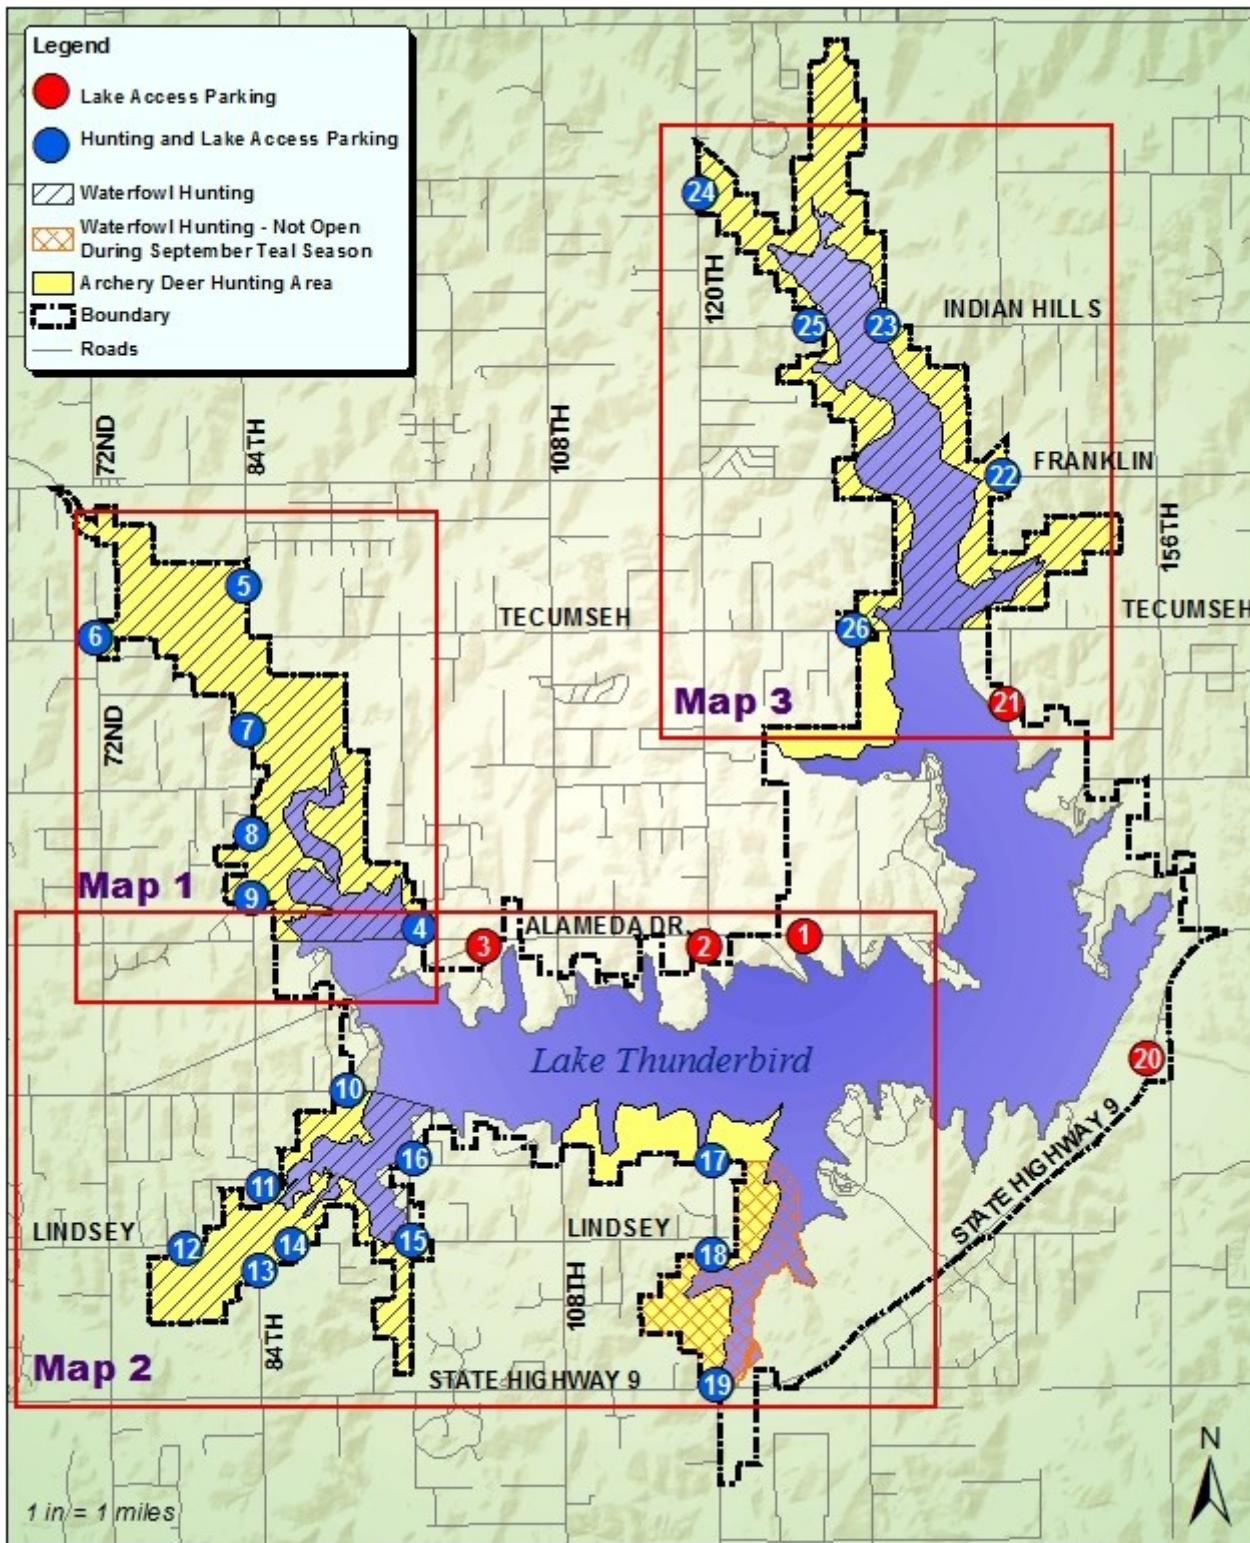 Legend
Lake Access Parking
Hunting and Lake Access Parking
Waterfowl Hunting
Waterfowl Hunting - Not Open
During September Teal Season
Archery Deer Hunting Area
Boundary
Roads
24
120TH
25
23
INDIAN HILLS
72ND
84TH
108TH
FRANKLIN
22
156TH
5
TECUMSEH
TECUMSEH
6
26
72ND
7
Map 3
21
8
Map 1
9
4
3
ALAMEDA DR.
2
1
Lake Thunderbird
20
10
16
17
11
STATE HIGHWAY 9
LINDSEY
12
14
15
LINDSEY
18
13
84TH
108TH
Map 2
STATE HIGHWAY 9
19
N
1 in = 1 miles